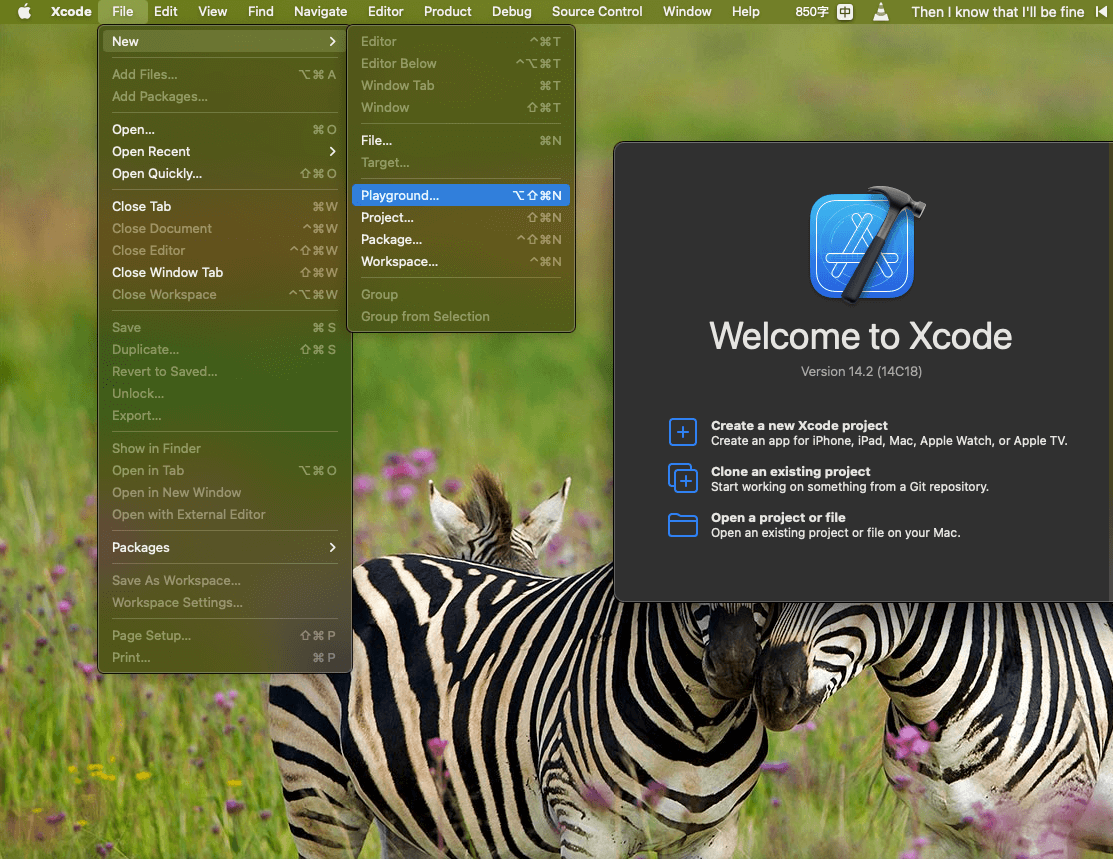 Xcode File Edit View Find Navigate Editor Product Debug Source Control Window Help 850字 中 Then I know that I'll be fine
New
Add Files... ⌥⌘A
Add Packages...
Open... ⌘O
Open Recent
Open Quickly... ⇧⌘O
Close Tab ⌘W
Close Document ^⌘W
Close Editor ^⇧⌘W
Close Window Tab ⇧⌘W
Close Workspace ^⌥⌘W
Save ⌘S
Duplicate... ⇧⌘S
Revert to Saved...
Unlock...
Export...
Show in Finder
Open in Tab ⌥⌘O
Open in New Window
Open with External Editor
Packages
Save As Workspace...
Workspace Settings...
Page Setup... ⇧⌘P
Print... ⌘P
Editor ^⌘T
Editor Below ^⌥⌘T
Window Tab ⌘T
Window ⇧⌘T
File... ⌘N
Target...
Playground... ⌥⇧⌘N
Project... ⇧⌘N
Package... ^⇧⌘N
Workspace... ^⌘N
Group
Group from Selection
Welcome to Xcode
Version 14.2 (14C18)
Create a new Xcode project
Create an app for iPhone, iPad, Mac, Apple Watch, or Apple TV.
Clone an existing project
Start working on something from a Git repository.
Open a project or file
Open an existing project or file on your Mac.